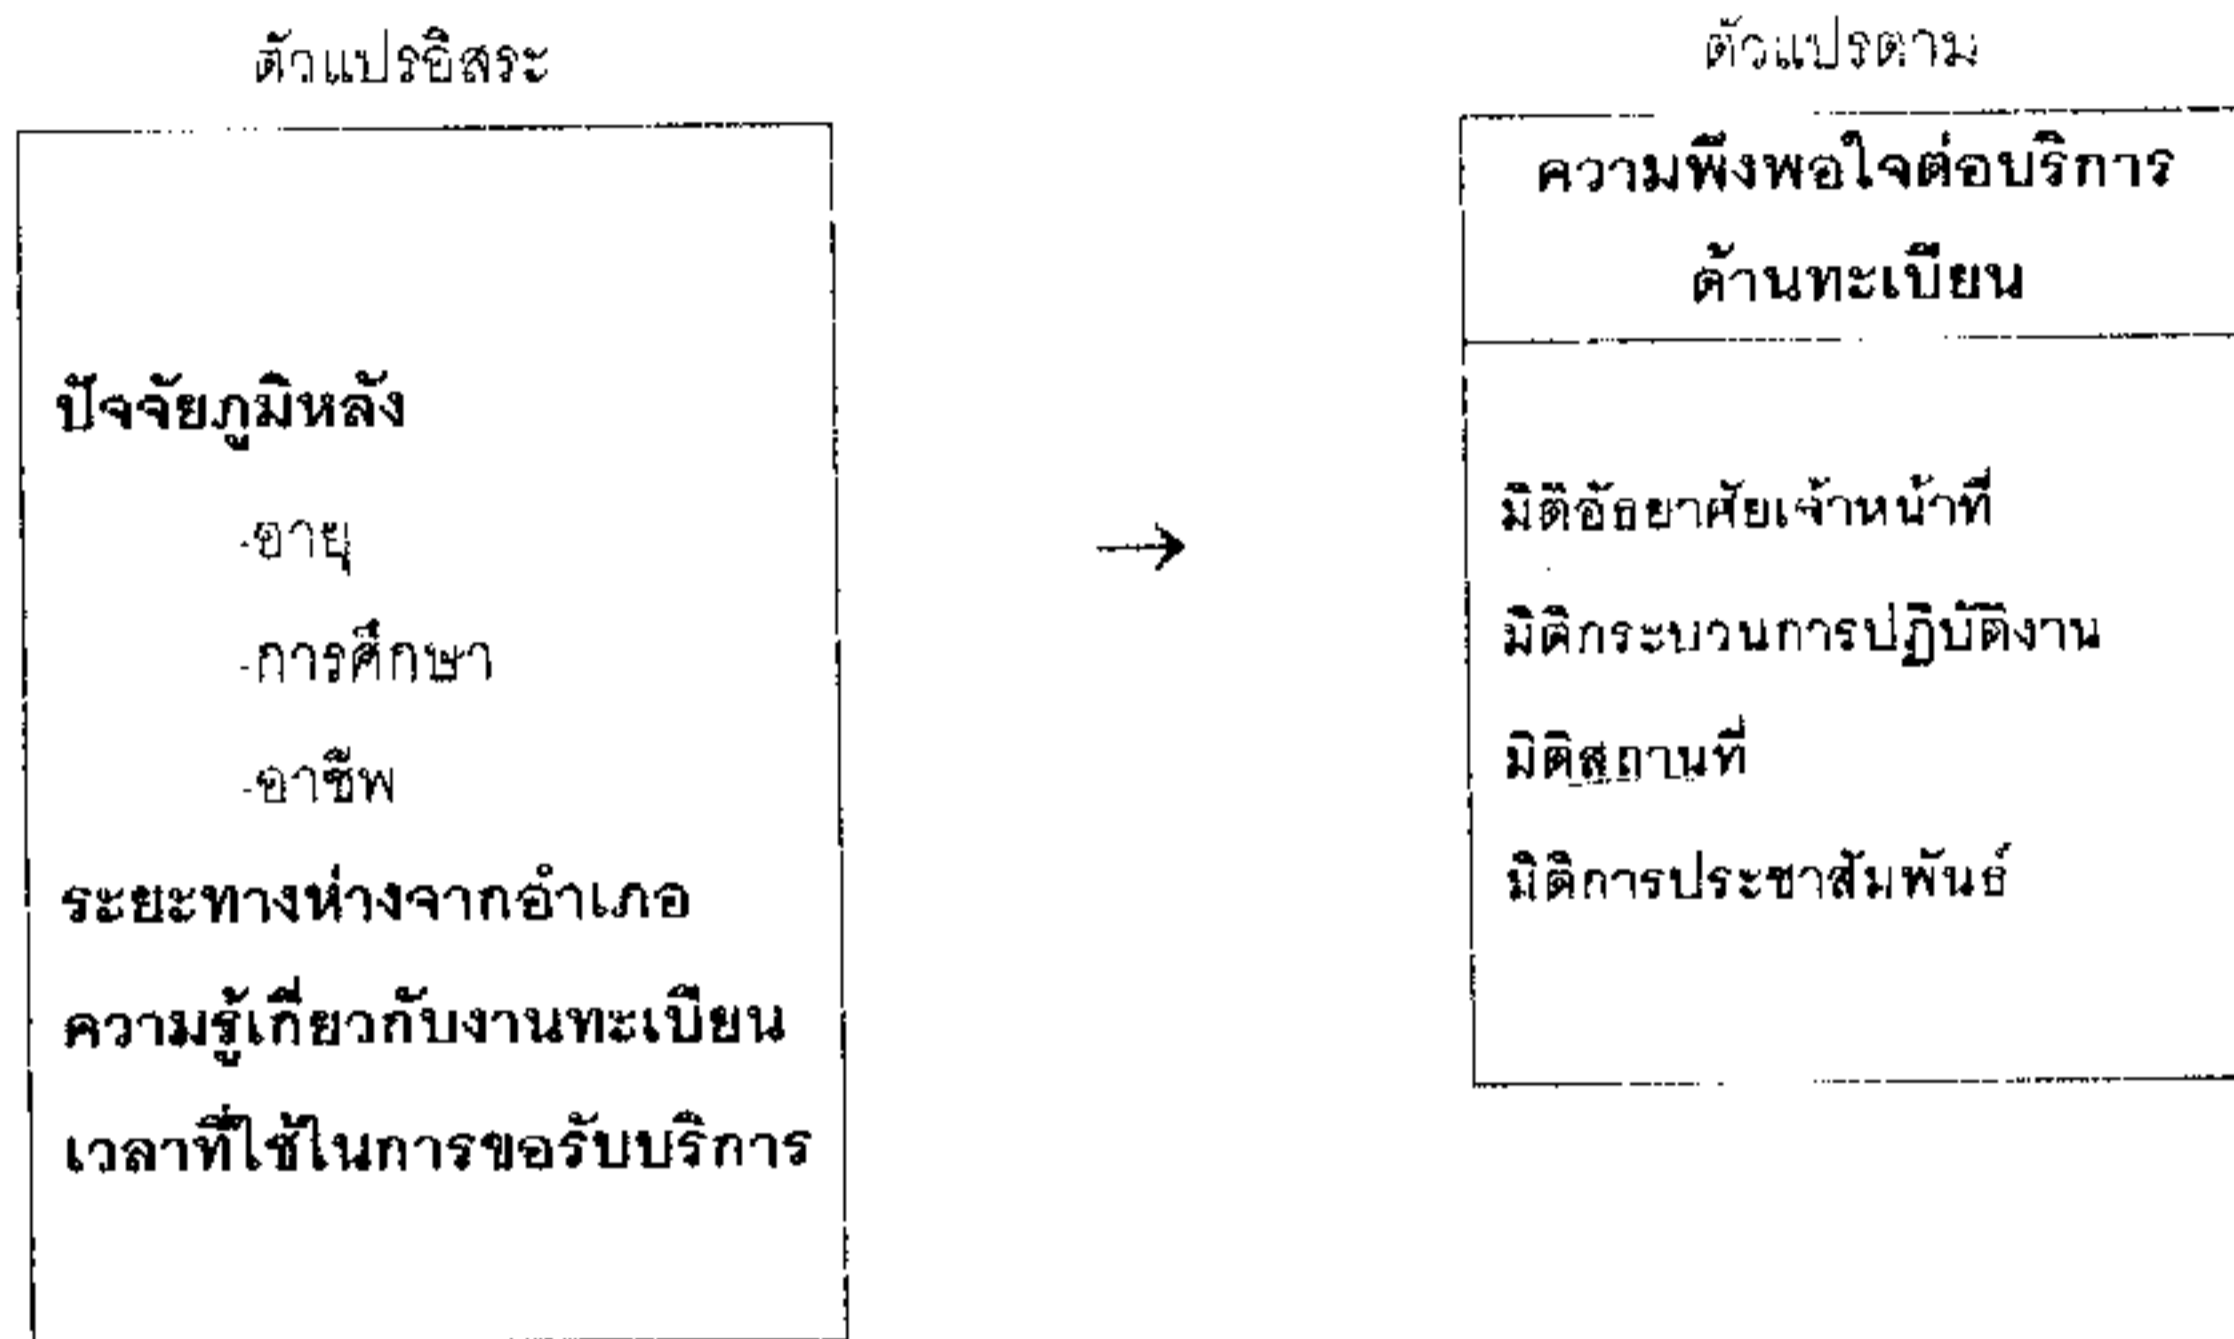 ตัวแปรอิสระ
ปัจจัยภูมิหลัง
-อายุ
-การศึกษา
-อาชีพ
ระยะทางห่างจากอำเภอ
ความรู้เกี่ยวกับงานทะเบียน
เวลาที่ใช้ในการขอรับบริการ
→
ตัวแปรตาม
ความพึงพอใจต่อบริการ
ด้านทะเบียน
มิติอัธยาศัยเจ้าหน้าที่
มิติกระบวนการปฏิบัติงาน
มิติสถานที่
มิติการประชาสัมพันธ์